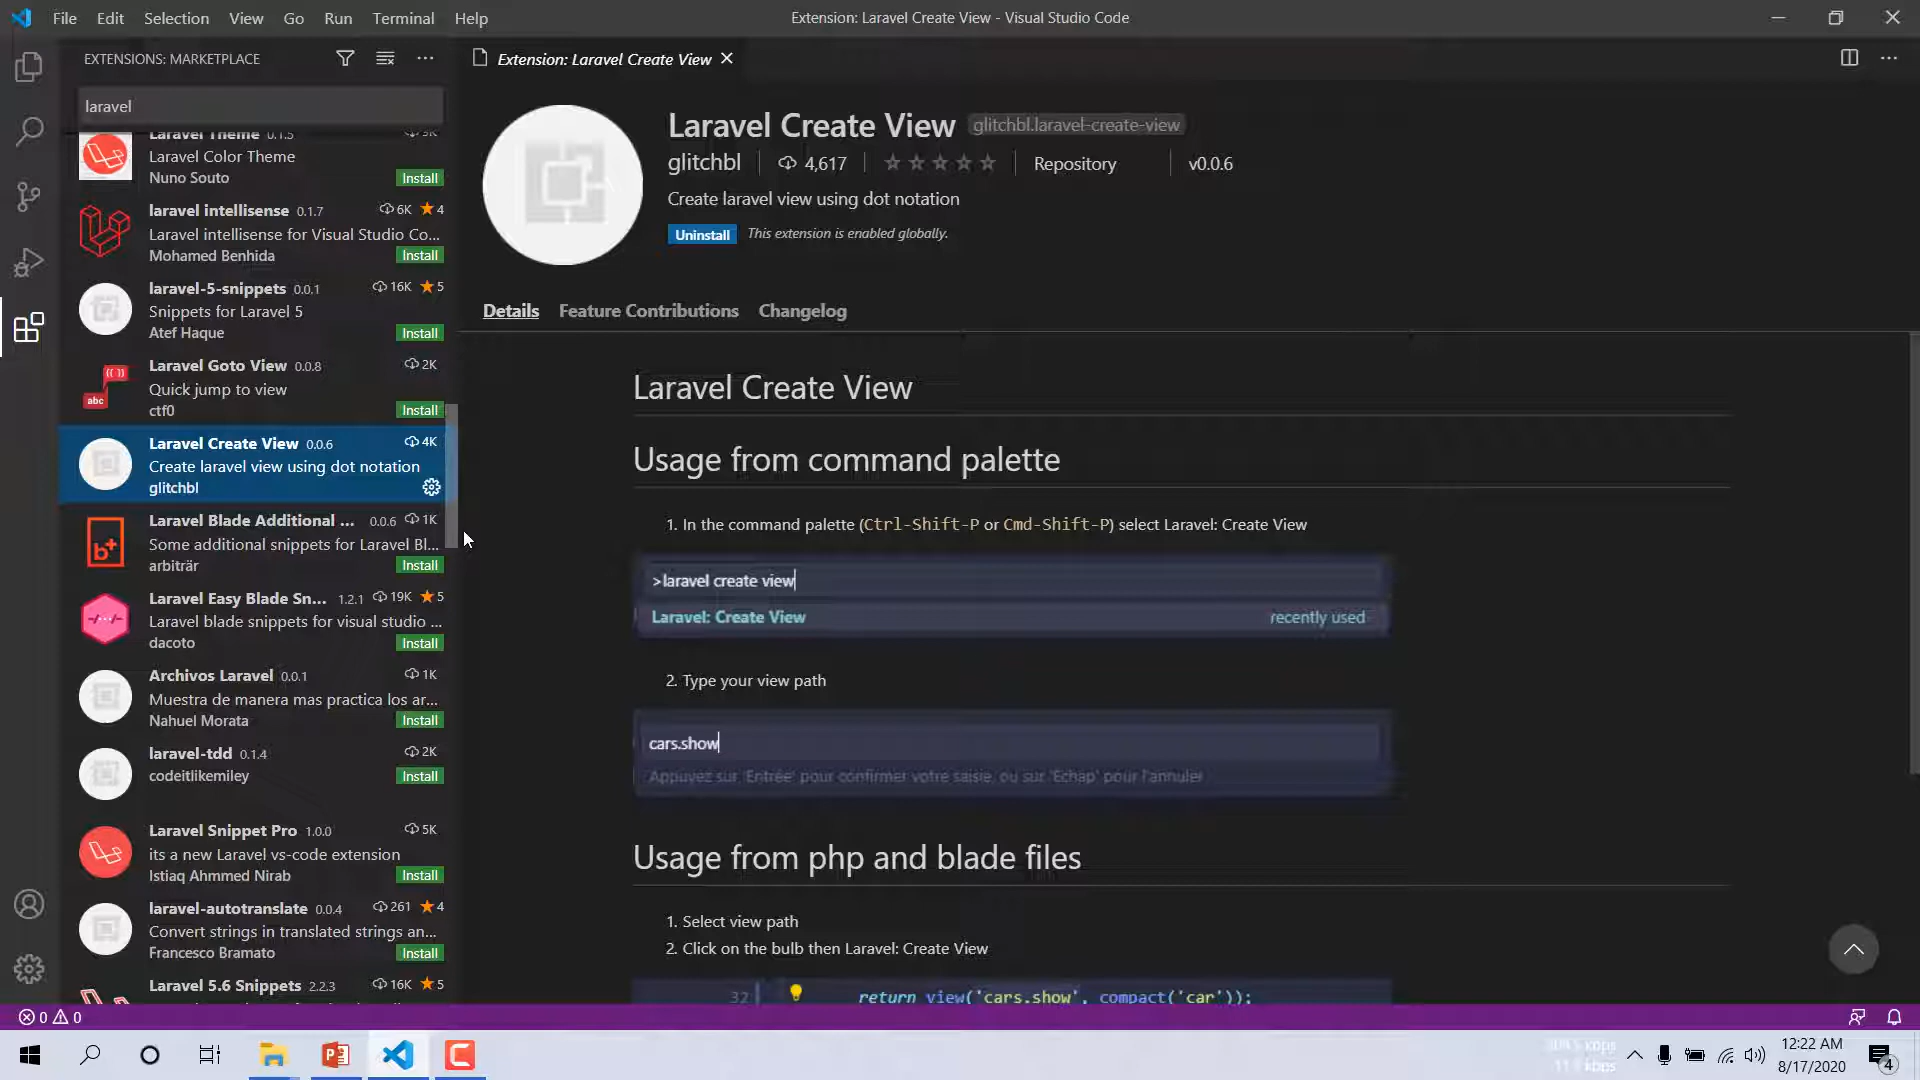 File Edit Selection View Go Run Terminal Help
Extension: Laravel Create View - Visual Studio Code
EXTENSIONS: MARKETPLACE
laravel
Laravel Theme 0.1.5
Laravel Color Theme
Nuno Souto Install
laravel intellisense 0.1.7 6K 4
Laravel intellisense for Visual Studio Co...
Mohamed Benhida Install
laravel-5-snippets 0.0.1 16K 5
Snippets for Laravel 5
Atef Haque Install
Laravel Goto View 0.0.8 2K
Quick jump to view
ctf0 Install
abc
Laravel Create View 0.0.6 4K
Create laravel view using dot notation
glitchbl
Laravel Blade Additional ... 0.0.6 1K
Some additional snippets for Laravel Bl...
arbiträr Install
b+
Laravel Easy Blade Sn... 1.2.1 19K 5
Laravel blade snippets for visual studio ...
dacoto Install
Archivos Laravel 0.0.1 1K
Muestra de manera mas practica los ar...
Nahuel Morata Install
laravel-tdd 0.1.4 2K
codeitlikemiley Install
Laravel Snippet Pro 1.0.0 5K
its a new Laravel vs-code extension
Istiaq Ahmmed Nirab Install
laravel-autotranslate 0.0.4 261 4
Convert strings in translated strings an...
Francesco Bramato Install
Laravel 5.6 Snippets 2.2.3 16K 5
Extension: Laravel Create View
Laravel Create View glitchbl.laravel-create-view
glitchbl 4,617 Repository v0.0.6
Create laravel view using dot notation
Uninstall This extension is enabled globally.
Details Feature Contributions Changelog
Laravel Create View
Usage from command palette
1. In the command palette (Ctrl-Shift-P or Cmd-Shift-P) select Laravel: Create View
>laravel create view
Laravel: Create View recently used
2. Type your view path
cars.show
Appuyez sur 'Entrée' pour confirmer votre saisie, ou sur 'Echap' pour l'annuler
Usage from php and blade files
1. Select view path
2. Click on the bulb then Laravel: Create View
32 return view('cars.show', compact('car'));
0 0
12:22 AM
8/17/2020
4